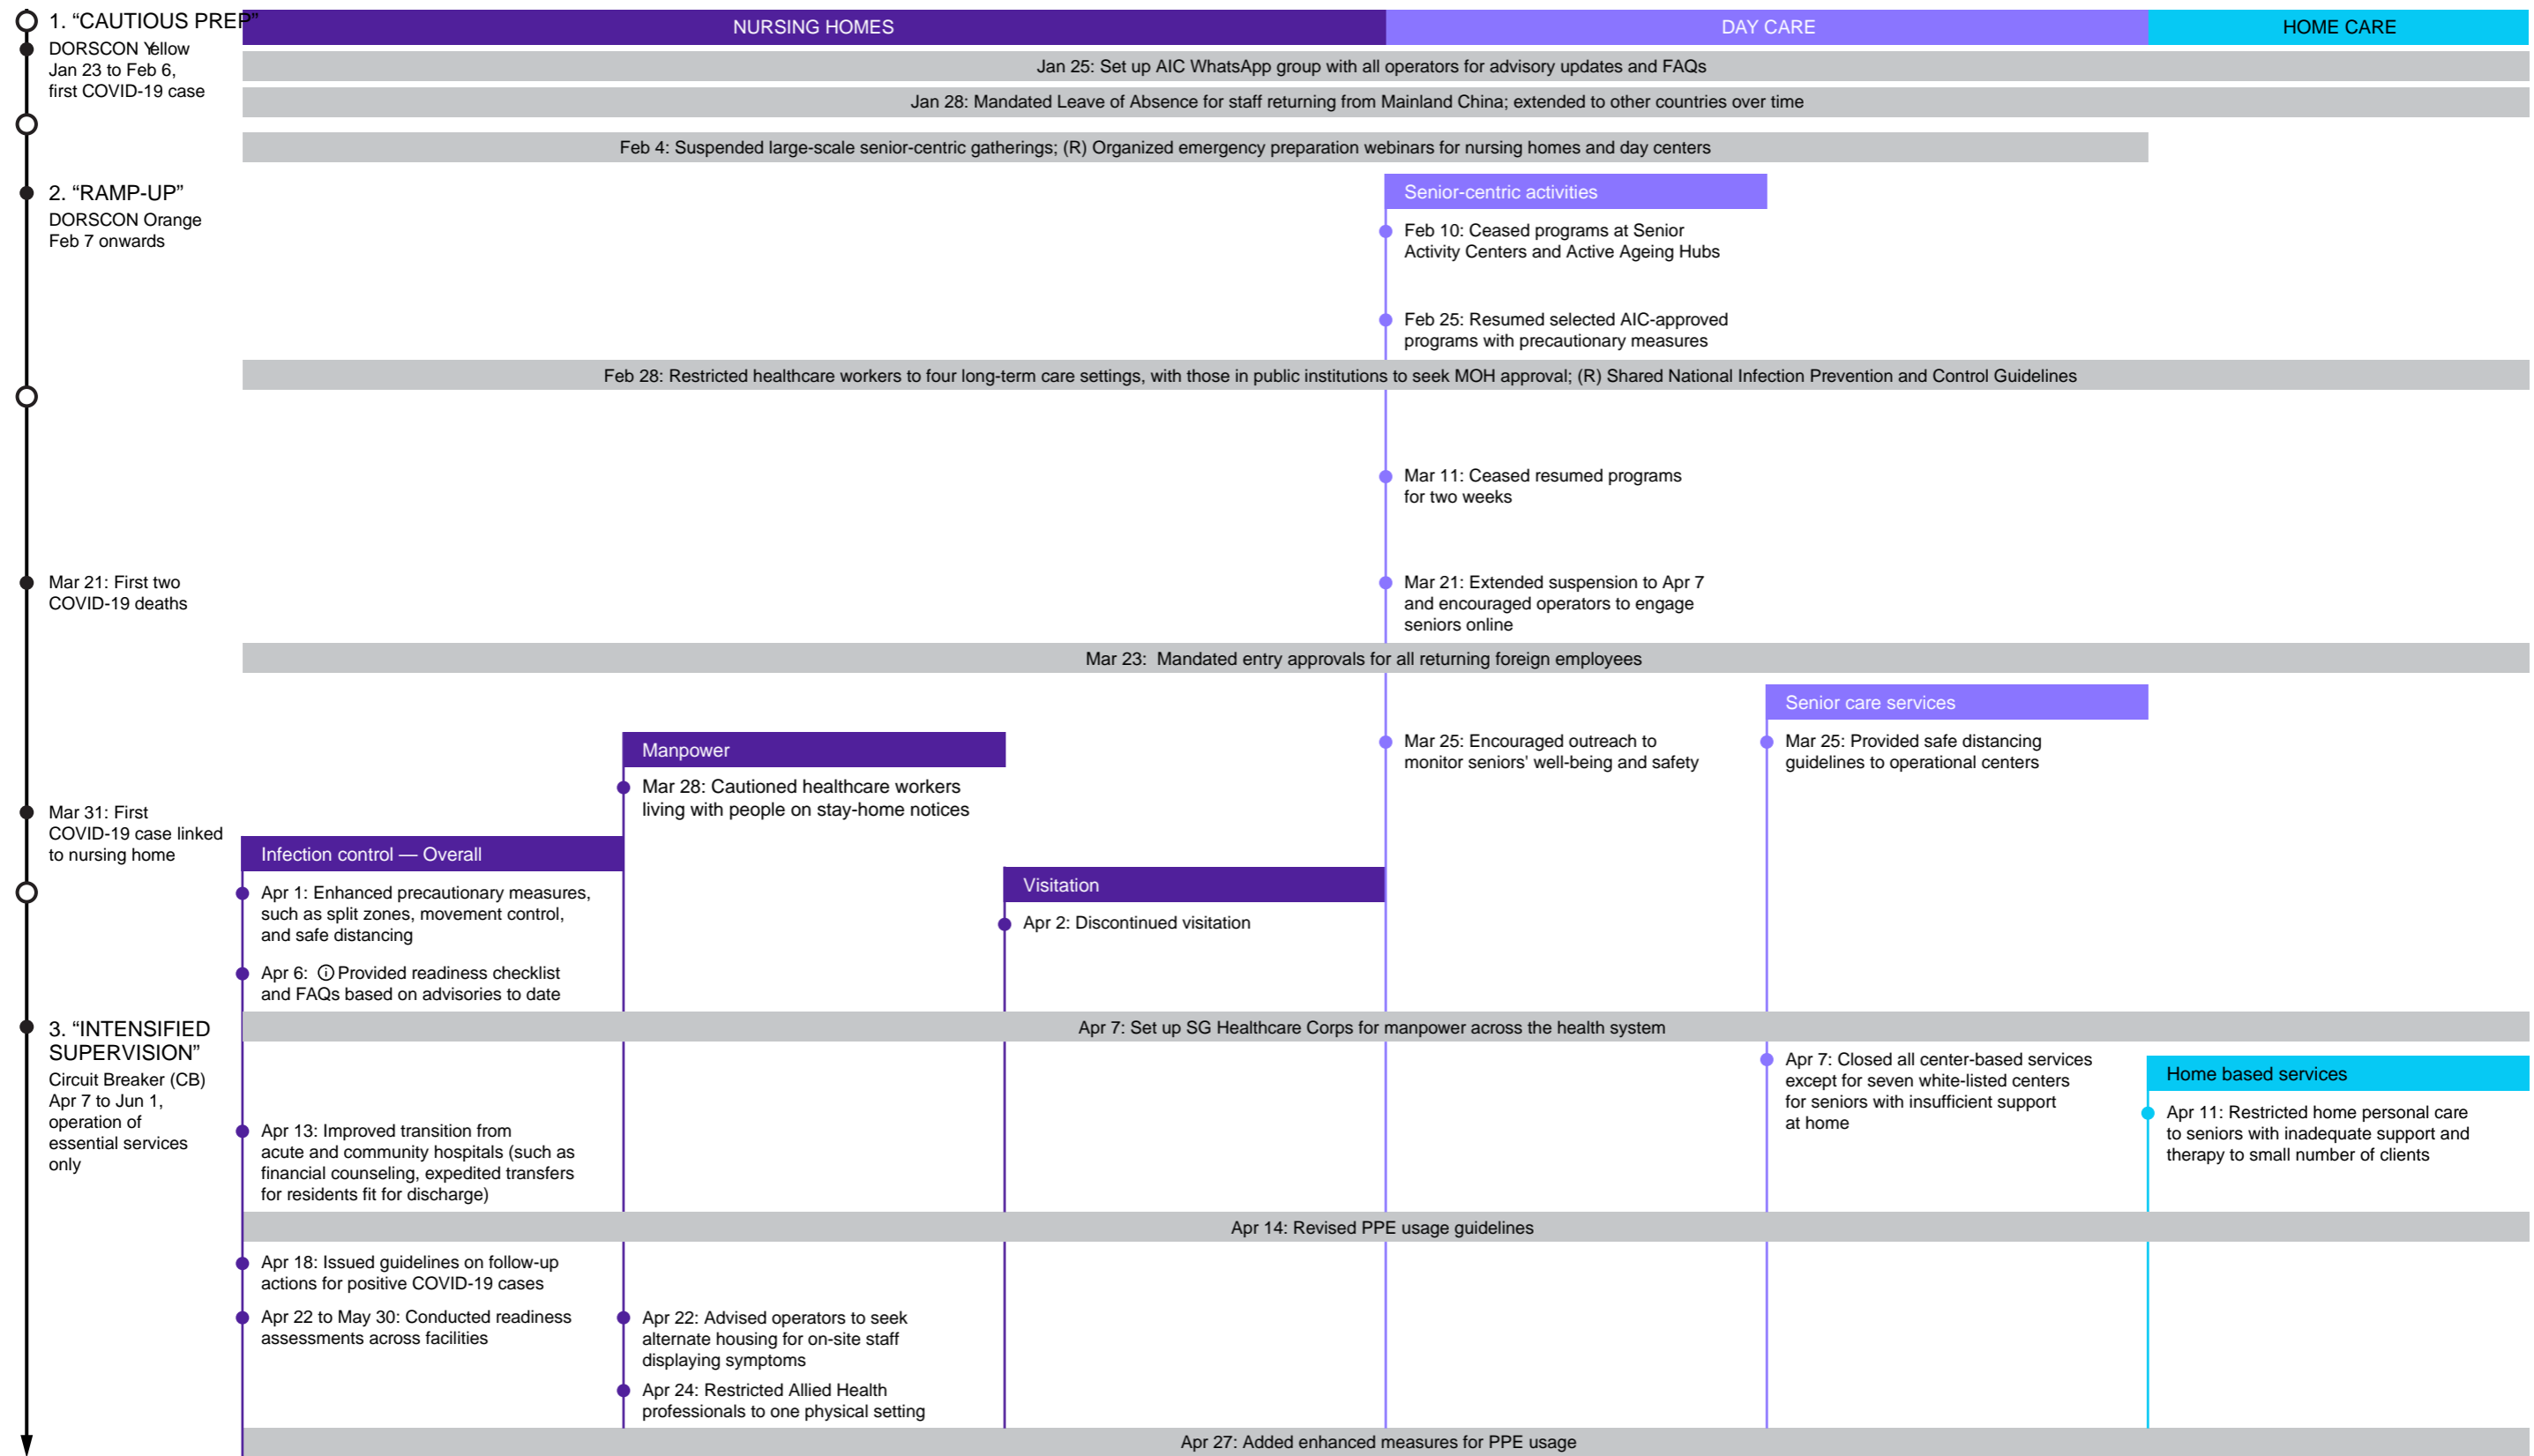 1. “CAUTIOUS PREP”
NURSING HOMES
DAY CARE
HOME CARE
DORSCON Yellow
Jan 23 to Feb 6,
first COVID-19 case
Jan 25: Set up AIC WhatsApp group with all operators for advisory updates and FAQs
Jan 28: Mandated Leave of Absence for staff returning from Mainland China; extended to other countries over time
Feb 4: Suspended large-scale senior-centric gatherings; (R) Organized emergency preparation webinars for nursing homes and day centers
2. “RAMP-UP”
DORSCON Orange
Feb 7 onwards
Senior-centric activities
Feb 10: Ceased programs at Senior
Activity Centers and Active Ageing Hubs
Feb 25: Resumed selected AIC-approved
programs with precautionary measures
Feb 28: Restricted healthcare workers to four long-term care settings, with those in public institutions to seek MOH approval; (R) Shared National Infection Prevention and Control Guidelines
Mar 11: Ceased resumed programs
for two weeks
Mar 21: First two
COVID-19 deaths
Mar 21: Extended suspension to Apr 7
and encouraged operators to engage
seniors online
Mar 23:  Mandated entry approvals for all returning foreign employees
Senior care services
Manpower
Mar 25: Encouraged outreach to
monitor seniors’ well-being and safety
Mar 25: Provided safe distancing
guidelines to operational centers
Mar 28: Cautioned healthcare workers
living with people on stay-home notices
Mar 31: First
COVID-19 case linked
to nursing home
Infection control — Overall
Apr 1: Enhanced precautionary measures,
such as split zones, movement control,
and safe distancing
Visitation
Apr 2: Discontinued visitation
Apr 6: ⓘ Provided readiness checklist
and FAQs based on advisories to date
3. “INTENSIFIED
SUPERVISION”
Circuit Breaker (CB)
Apr 7 to Jun 1,
operation of
essential services
only
Apr 7: Set up SG Healthcare Corps for manpower across the health system
Apr 7: Closed all center-based services
except for seven white-listed centers
for seniors with insufficient support
at home
Home based services
Apr 11: Restricted home personal care
to seniors with inadequate support and
therapy to small number of clients
Apr 13: Improved transition from
acute and community hospitals (such as
financial counseling, expedited transfers
for residents fit for discharge)
Apr 14: Revised PPE usage guidelines
Apr 18: Issued guidelines on follow-up
actions for positive COVID-19 cases
Apr 22 to May 30: Conducted readiness
assessments across facilities
Apr 22: Advised operators to seek
alternate housing for on-site staff
displaying symptoms
Apr 24: Restricted Allied Health
professionals to one physical setting
Apr 27: Added enhanced measures for PPE usage